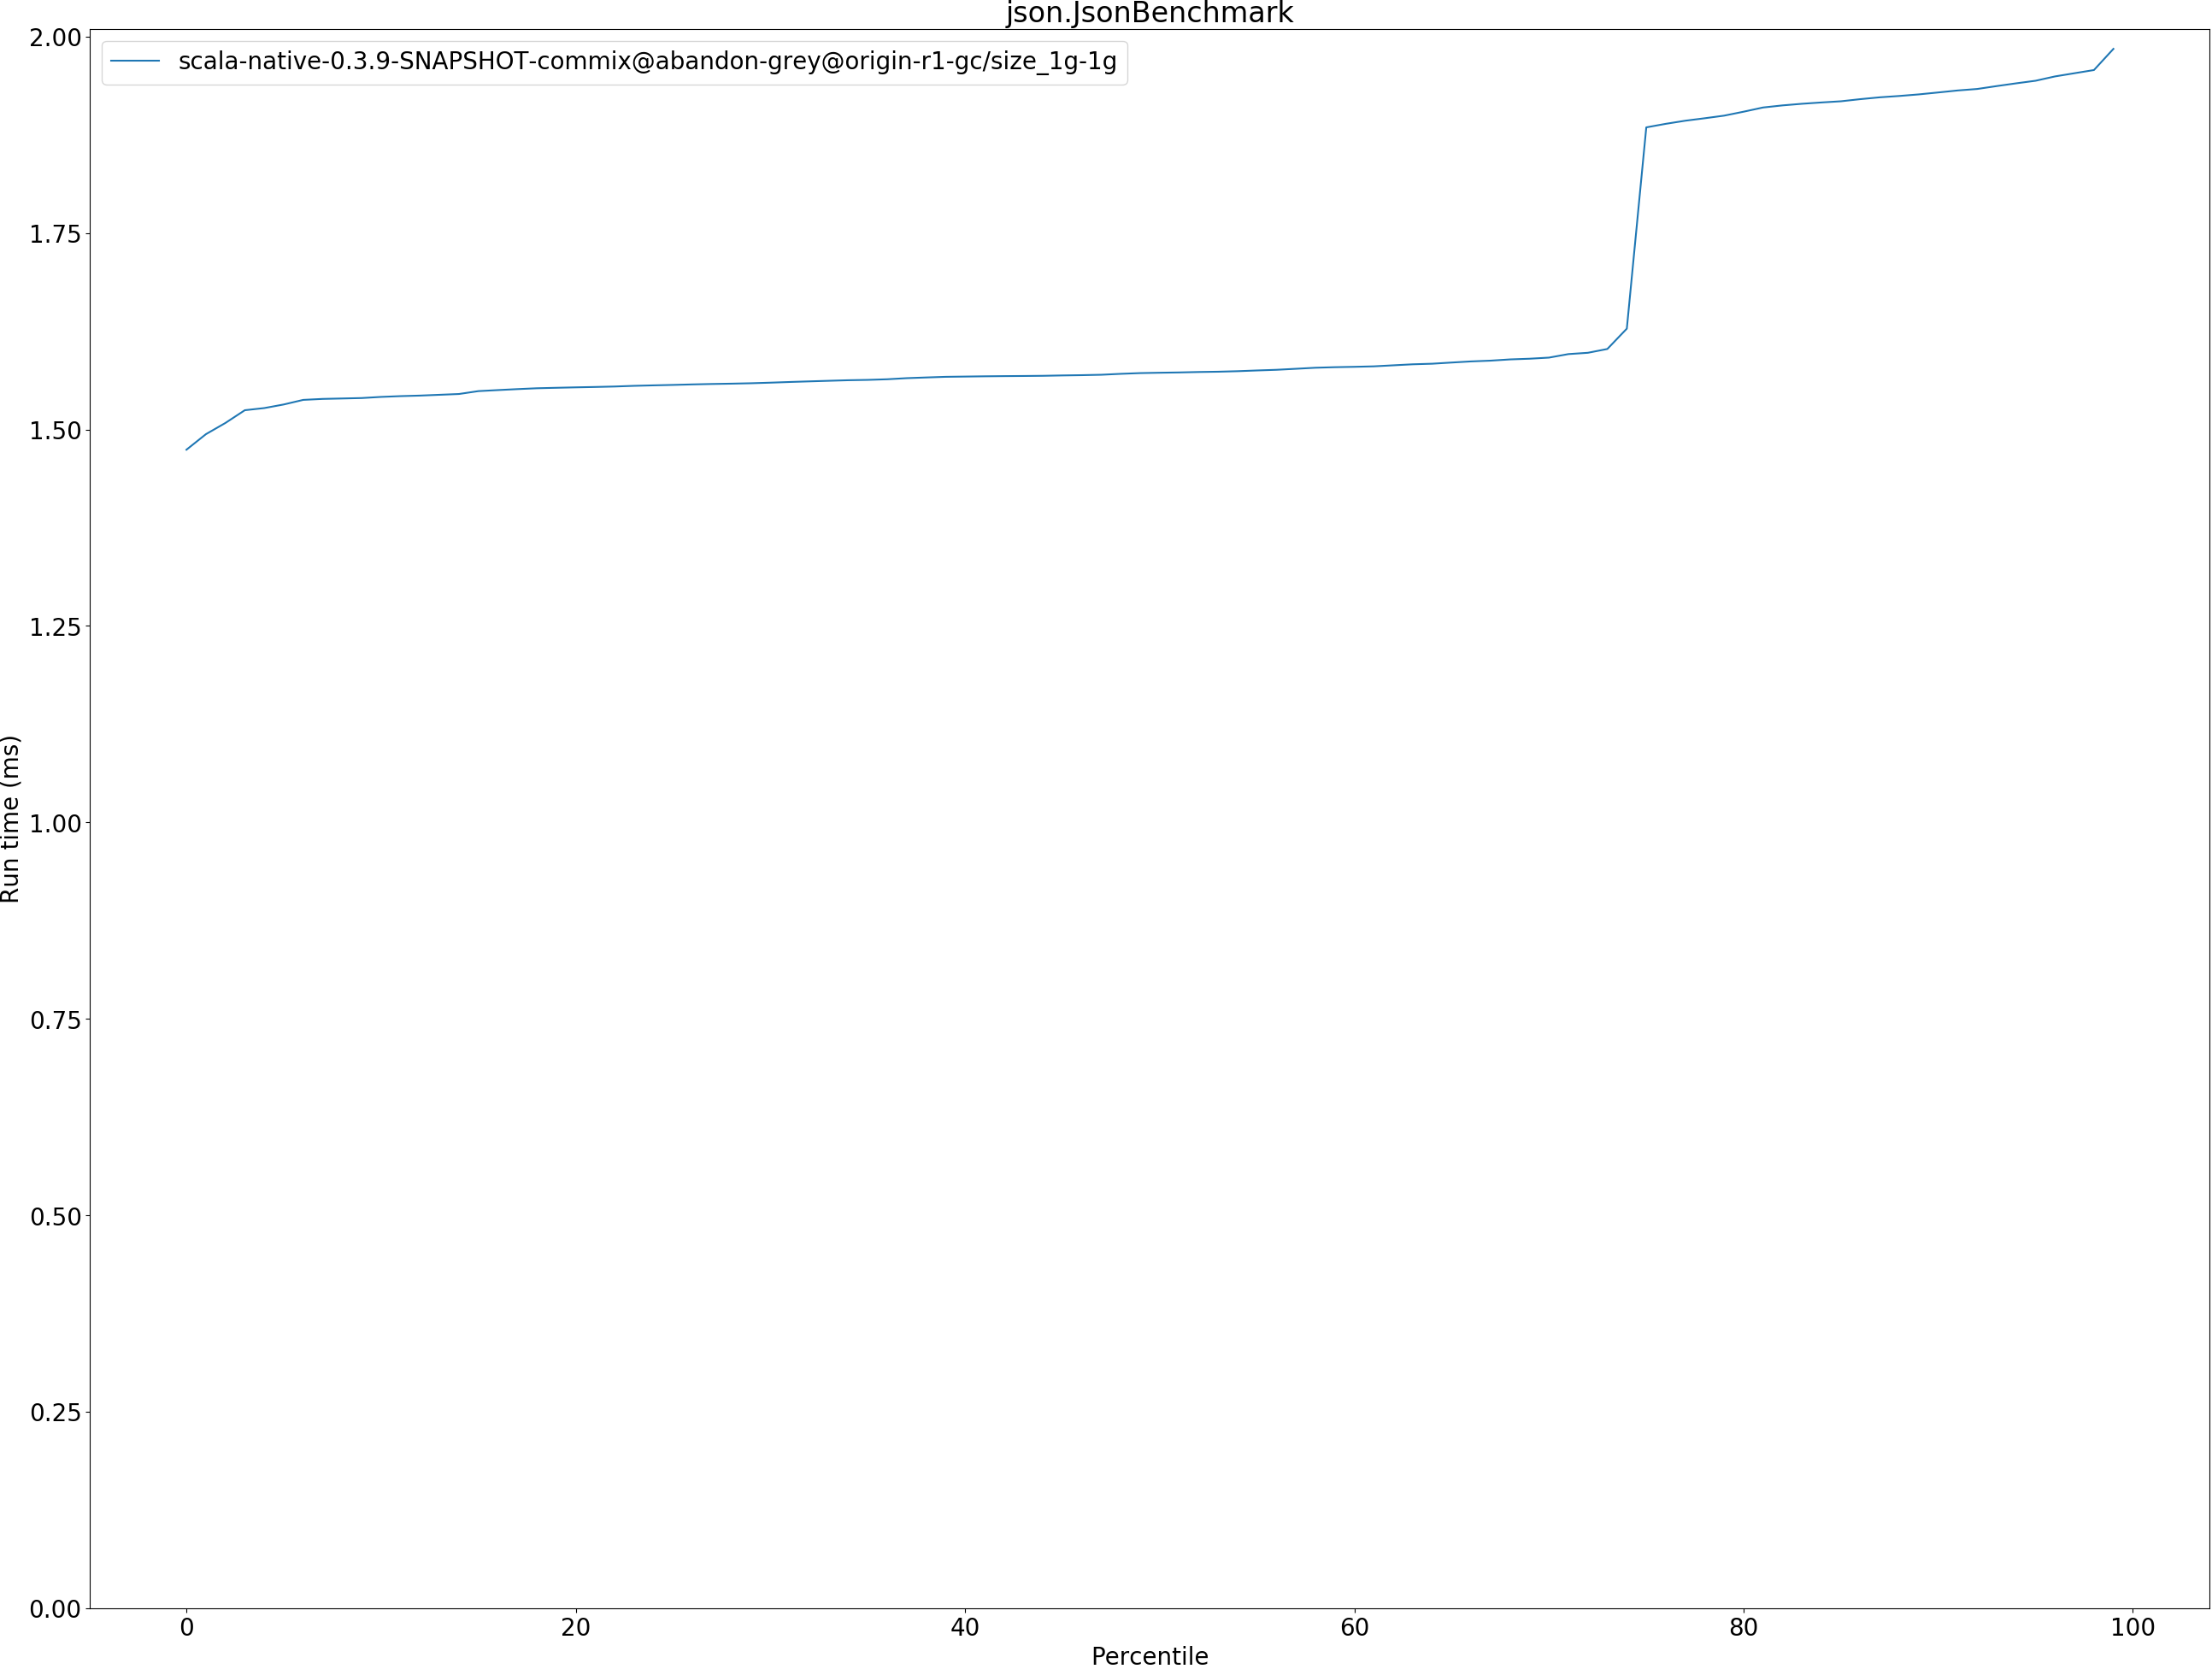 json.JsonBenchmark
scala-native-0.3.9-SNAPSHOT-commix@abandon-grey@origin-r1-gc/size_1g-1g
2.00
1.75
1.50
1.25
1.00
0.75
0.50
0.25
0.00
Run time (ms)
0 20 40 60 80 100
Percentile